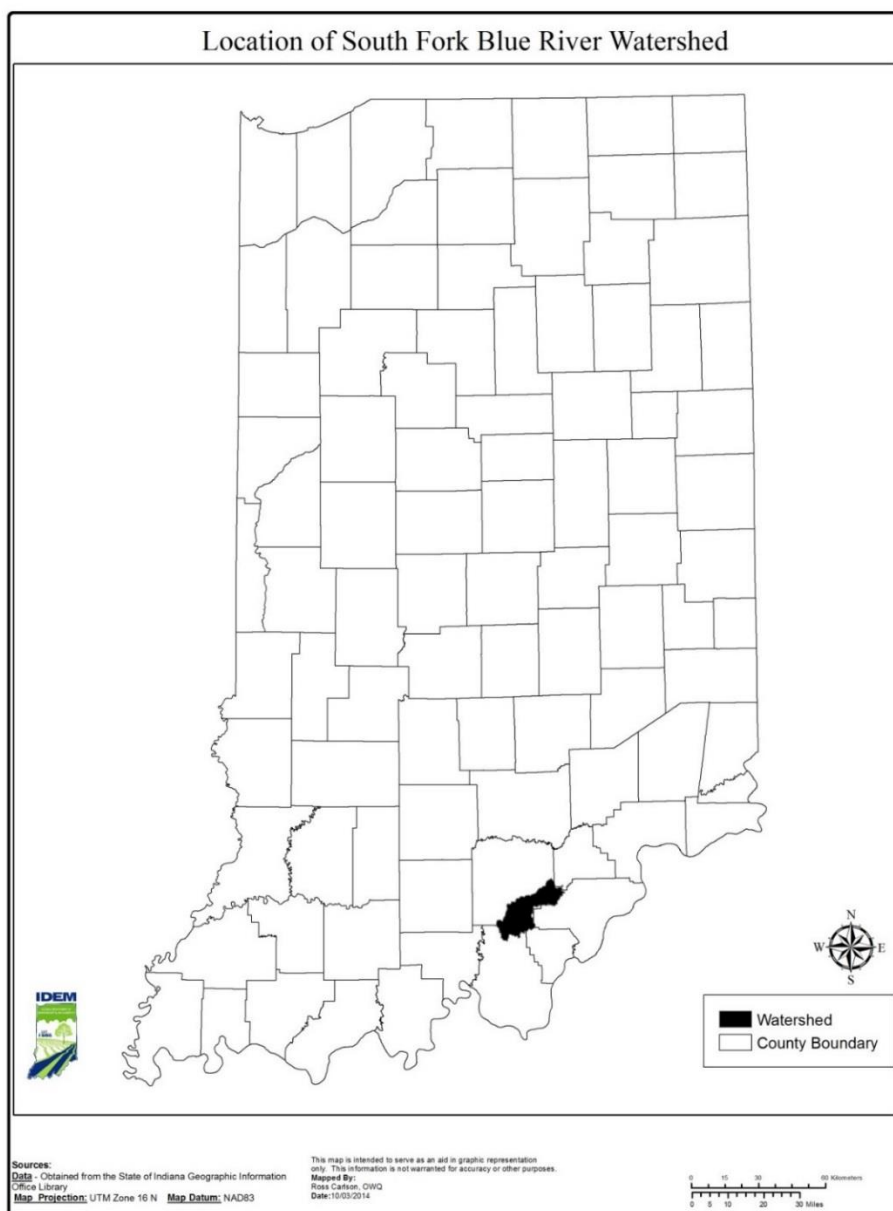 Location of South Fork Blue River Watershed
N
W
E
S
IDEM
Watershed
County Boundary
Sources:
Data - Obtained from the State of Indiana Geographic Information
Office Library
Map Projection: UTM Zone 16 N Map Datum: NAD83
This map is intended to serve as an aid in graphic representation
only. This information is not warranted for accuracy or other purposes.
Mapped By:
Ross Carlson, OWQ
Date:10/03/2014
0 15 30 60 Kilometers
0 5 10 20 30 Miles